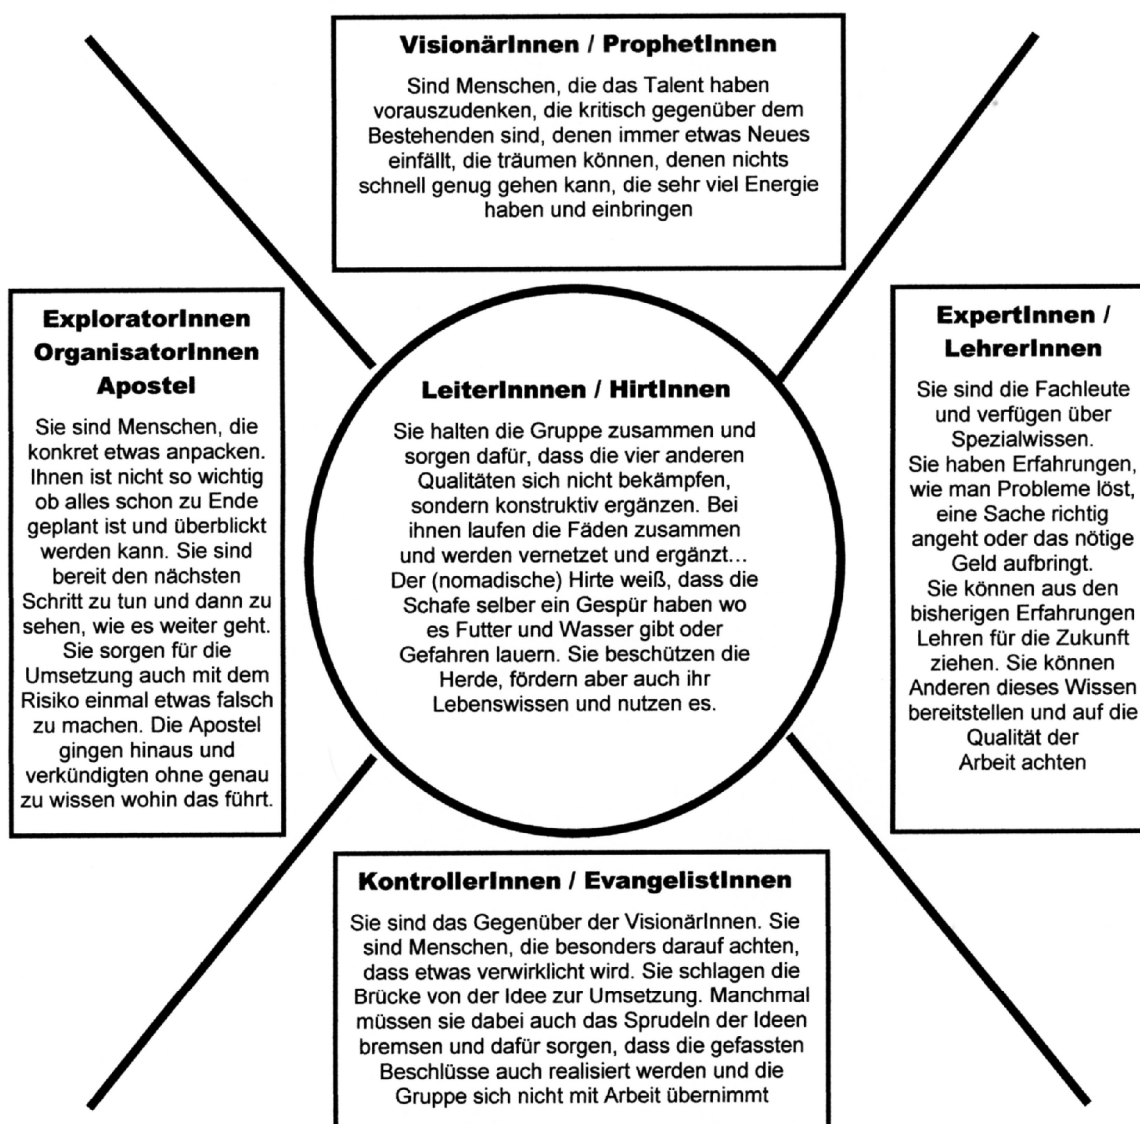 VisionärInnen / ProphetInnen
Sind Menschen, die das Talent haben
vorauszudenken, die kritisch gegenüber dem
Bestehenden sind, denen immer etwas Neues
einfällt, die träumen können, denen nichts
schnell genug gehen kann, die sehr viel Energie
haben und einbringen
ExploratorInnen
OrganisatorInnen
Apostel
Sie sind Menschen, die
konkret etwas anpacken.
Ihnen ist nicht so wichtig
ob alles schon zu Ende
geplant ist und überblickt
werden kann. Sie sind
bereit den nächsten
Schritt zu tun und dann zu
sehen, wie es weiter geht.
Sie sorgen für die
Umsetzung auch mit dem
Risiko einmal etwas falsch
zu machen. Die Apostel
gingen hinaus und
verkündigten ohne genau
zu wissen wohin das führt.
LeiterInnnen / HirtInnen
Sie halten die Gruppe zusammen und
sorgen dafür, dass die vier anderen
Qualitäten sich nicht bekämpfen,
sondern konstruktiv ergänzen. Bei
ihnen laufen die Fäden zusammen
und werden vernetzet und ergänzt...
Der (nomadische) Hirte weiß, dass die
Schafe selber ein Gespür haben wo
es Futter und Wasser gibt oder
Gefahren lauern. Sie beschützen die
Herde, fördern aber auch ihr
Lebenswissen und nutzen es.
ExpertInnen /
LehrerInnen
Sie sind die Fachleute
und verfügen über
Spezialwissen.
Sie haben Erfahrungen,
wie man Probleme löst,
eine Sache richtig
angeht oder das nötige
Geld aufbringt.
Sie können aus den
bisherigen Erfahrungen
Lehren für die Zukunft
ziehen. Sie können
Anderen dieses Wissen
bereitstellen und auf die
Qualität der
Arbeit achten
KontrollerInnen / EvangelistInnen
Sie sind das Gegenüber der VisionärInnen. Sie
sind Menschen, die besonders darauf achten,
dass etwas verwirklicht wird. Sie schlagen die
Brücke von der Idee zur Umsetzung. Manchmal
müssen sie dabei auch das Sprudeln der Ideen
bremsen und dafür sorgen, dass die gefassten
Beschlüsse auch realisiert werden und die
Gruppe sich nicht mit Arbeit übernimmt